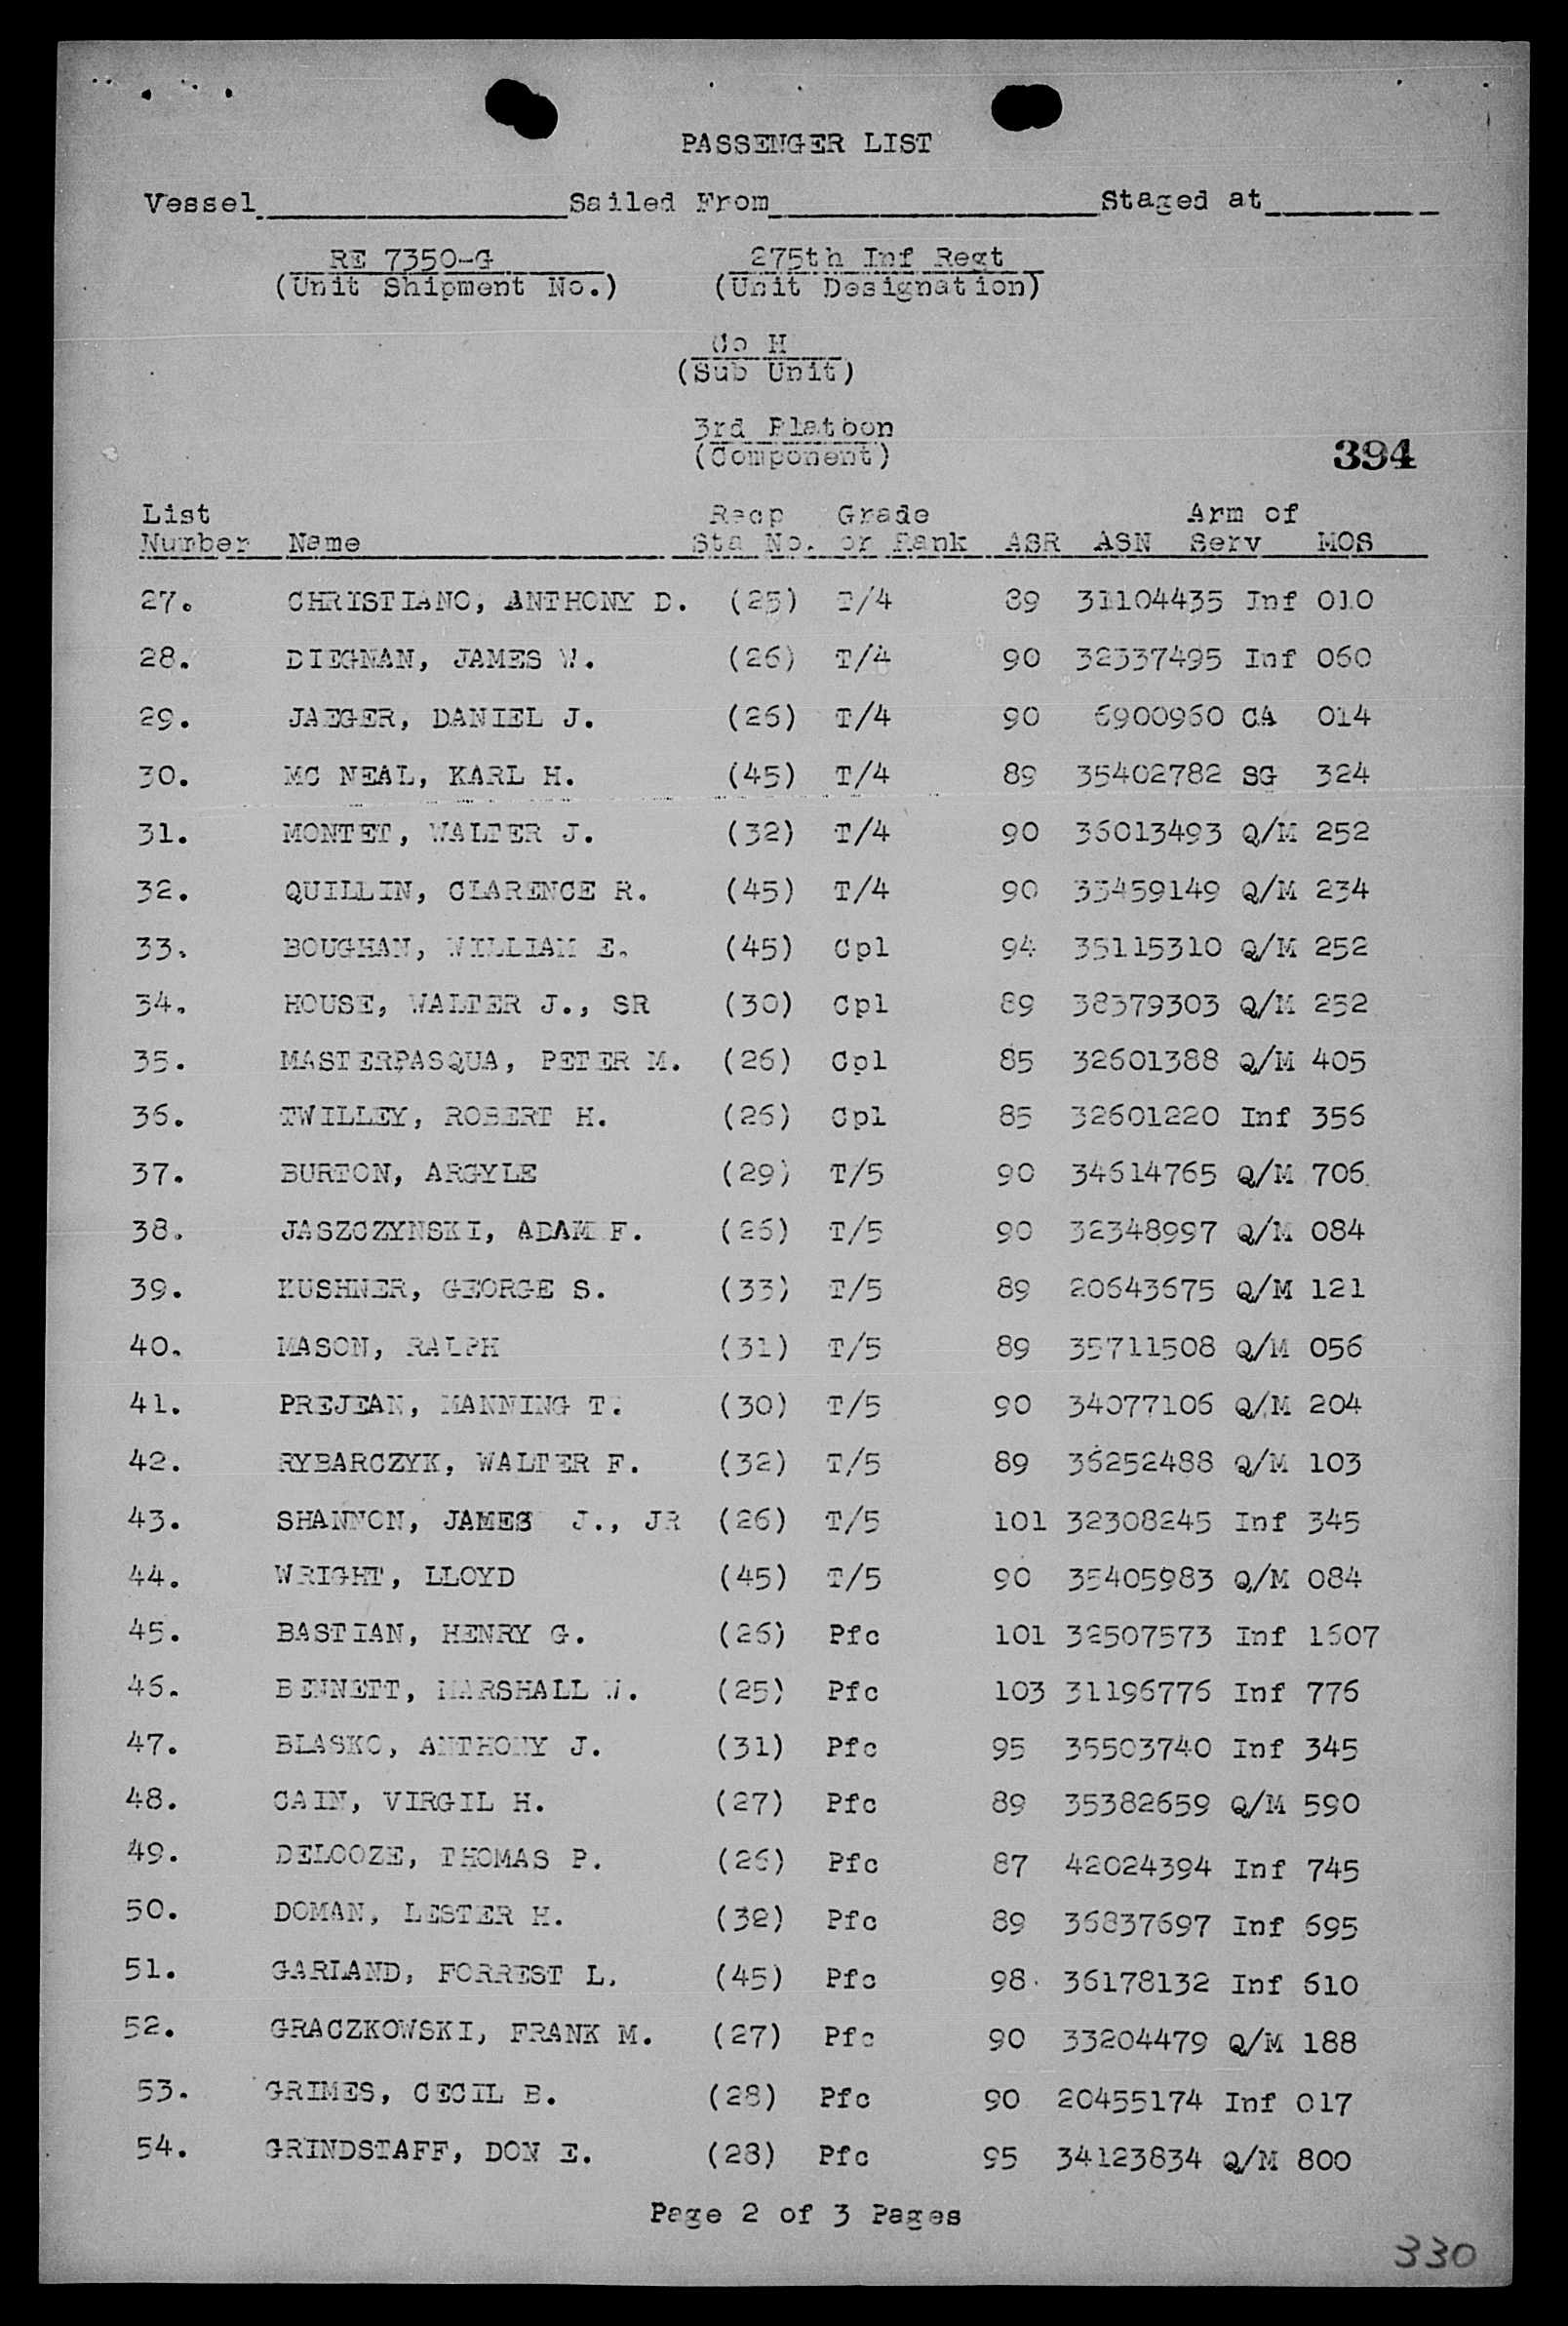 PASSENGER LIST
Vessel Sailed From Staged at
RE 7350-G 275th Inf Regt
(Unit Shipment No.) (Unit Designation)
Co H
(Sub Unit)
3rd Platoon
(Component) 394
List Recp Grade Arm of
Number Name Sta No. or Rank ASR ASN Serv MOS
27. CHRISTIANO, ANTHONY D. (25) T/4 89 31104435 Inf 010
28. DIEGNAN, JAMES W. (26) T/4 90 32337495 Inf 060
29. JAEGER, DANIEL J. (26) T/4 90 6900960 CA 014
30. MC NEAL, KARL H. (45) T/4 89 35402782 SG 324
31. MONTET, WALTER J. (32) T/4 90 36013493 Q/M 252
32. QUILLIN, CLARENCE R. (45) T/4 90 33459149 Q/M 234
33. BOUGHAN, WILLIAM E. (45) Cpl 94 35115310 Q/M 252
34. HOUSE, WALTER J., SR (30) Cpl 89 38379303 Q/M 252
35. MASTERPASQUA, PETER M. (26) Cpl 85 32601388 Q/M 405
36. TWILLEY, ROBERT H. (26) Cpl 85 32601220 Inf 356
37. BURTON, ARGYLE (29) T/5 90 34614765 Q/M 706
38. JASZCZYNSKI, ADAM F. (26) T/5 90 32348997 Q/M 084
39. KUSHNER, GEORGE S. (33) T/5 89 20643675 Q/M 121
40. MASON, RALPH (31) T/5 89 35711508 Q/M 056
41. PREJEAN, MANNING T. (30) T/5 90 34077106 Q/M 204
42. RYBARCZYK, WALTER F. (32) T/5 89 36252488 Q/M 103
43. SHANNON, JAMES J., JR (26) T/5 101 32308245 Inf 345
44. WRIGHT, LLOYD (45) T/5 90 35405983 Q/M 084
45. BASTIAN, HENRY G. (26) Pfc 101 32507573 Inf 1607
46. BENNETT, MARSHALL W. (25) Pfc 103 31196776 Inf 776
47. BLASKO, ANTHONY J. (31) Pfc 95 35503740 Inf 345
48. CAIN, VIRGIL H. (27) Pfc 89 35382659 Q/M 590
49. DELOOZE, THOMAS P. (26) Pfc 87 42024394 Inf 745
50. DOMAN, LESTER H. (32) Pfc 89 36837697 Inf 695
51. GARLAND, FORREST L. (45) Pfc 98 36178132 Inf 610
52. GRACZKOWSKI, FRANK M. (27) Pfc 90 33204479 Q/M 188
53. GRIMES, CECIL B. (28) Pfc 90 20455174 Inf 017
54. GRINDSTAFF, DON E. (28) Pfc 95 34123834 Q/M 800
Page 2 of 3 Pages
330